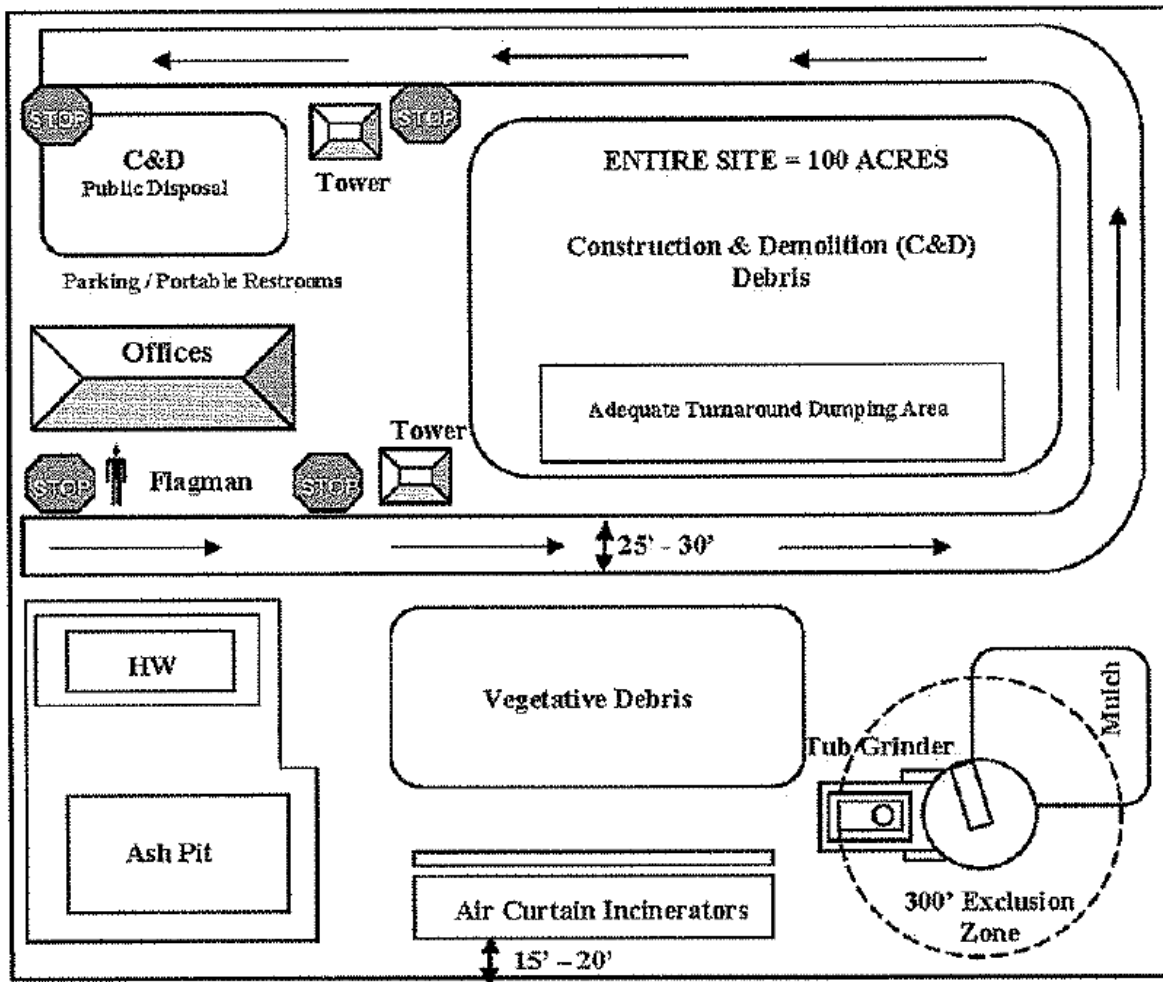 STOP
STOP
C&D
Public Disposal
Tower
ENTIRE SITE = 100 ACRES
Construction & Demolition (C&D)
Debris
Parking / Portable Restrooms
Offices
Adequate Turnaround Dumping Area
Tower
STOP
Flagman
STOP
25' - 30'
HW
Vegetative Debris
Mulch
Tub Grinder
Ash Pit
Air Curtain Incinerators
300' Exclusion
Zone
15' - 20'